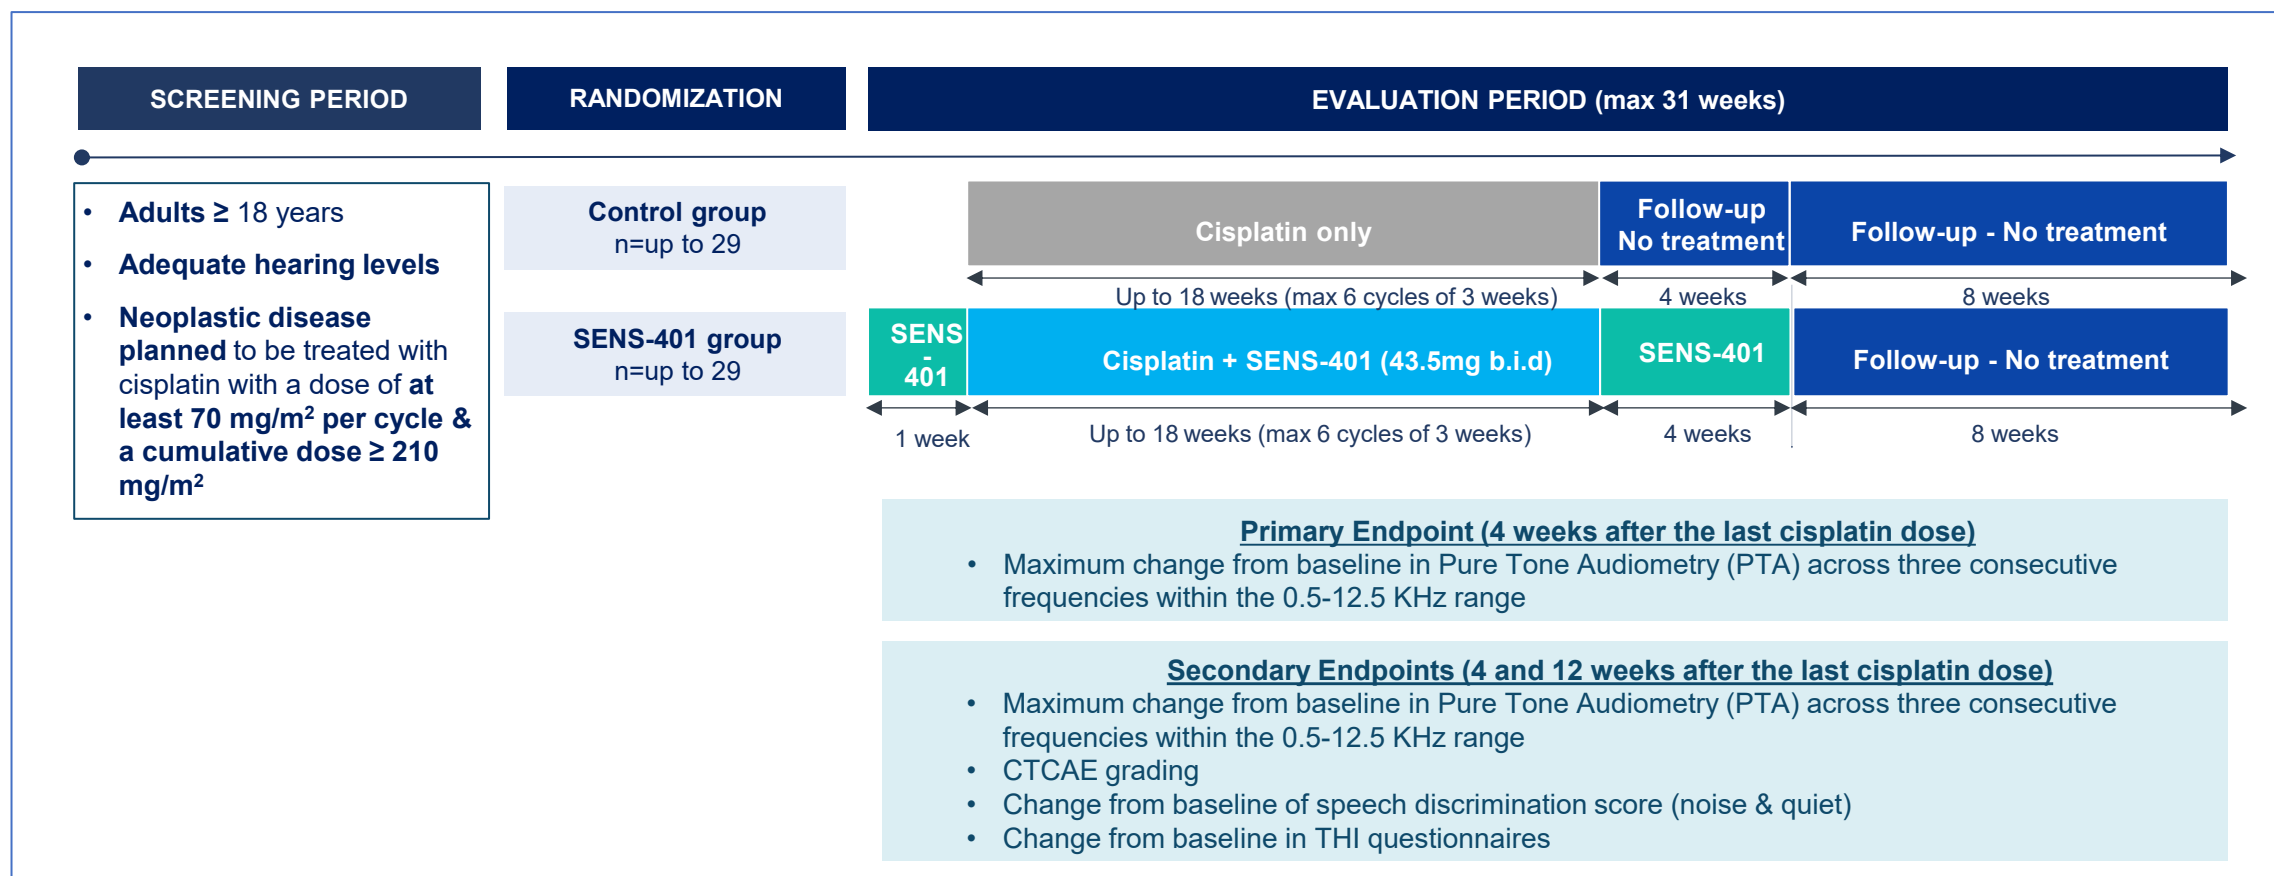 SCREENING PERIOD
RANDOMIZATION
EVALUATION PERIOD (max 31 weeks)
• Adults ≥ 18 years
• Adequate hearing levels
• Neoplastic disease
planned to be treated with
cisplatin with a dose of at
least 70 mg/m² per cycle &
a cumulative dose ≥ 210
mg/m²
Control group
n=up to 29
Cisplatin only
Follow-up
No treatment
Follow-up - No treatment
Up to 18 weeks (max 6 cycles of 3 weeks)
4 weeks
8 weeks
SENS-401 group
n=up to 29
SENS
-
401
Cisplatin + SENS-401 (43.5mg b.i.d)
SENS-401
Follow-up - No treatment
1 week
Up to 18 weeks (max 6 cycles of 3 weeks)
4 weeks
8 weeks
Primary Endpoint (4 weeks after the last cisplatin dose)
• Maximum change from baseline in Pure Tone Audiometry (PTA) across three consecutive
frequencies within the 0.5-12.5 KHz range
Secondary Endpoints (4 and 12 weeks after the last cisplatin dose)
• Maximum change from baseline in Pure Tone Audiometry (PTA) across three consecutive
frequencies within the 0.5-12.5 KHz range
• CTCAE grading
• Change from baseline of speech discrimination score (noise & quiet)
• Change from baseline in THI questionnaires